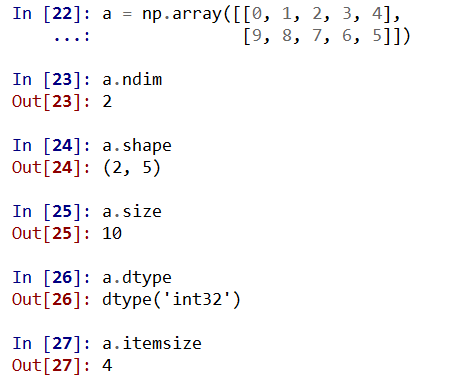 In [22]: a = np.array([[0, 1, 2, 3, 4],
    ...:               [9, 8, 7, 6, 5]])
In [23]: a.ndim
Out[23]: 2
In [24]: a.shape
Out[24]: (2, 5)
In [25]: a.size
Out[25]: 10
In [26]: a.dtype
Out[26]: dtype('int32')
In [27]: a.itemsize
Out[27]: 4